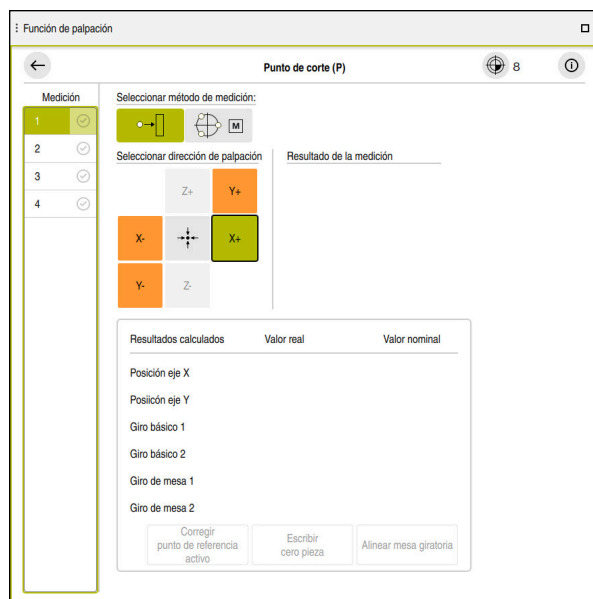 Función de palpación
Punto de corte (P)
8
Medición
1
2
3
4
Seleccionar método de medición:
M
Seleccionar dirección de palpación
Z+
Y+
X-
X+
Y-
Z-
Resultado de la medición
Resultados calculados Valor real Valor nominal
Posición eje X
Posiicón eje Y
Giro básico 1
Giro básico 2
Giro de mesa 1
Giro de mesa 2
Corregir
punto de referencia
activo
Escribir
cero pieza
Alinear mesa giratoria